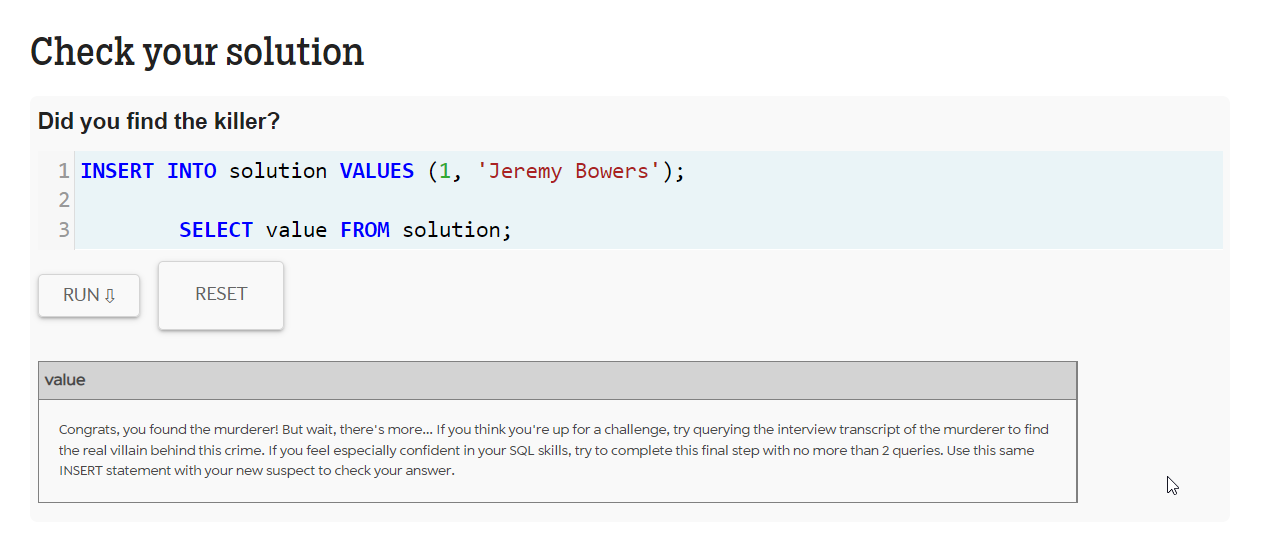 Check your solution
Did you find the killer?
1 INSERT INTO solution VALUES (1, 'Jeremy Bowers');
2
3 SELECT value FROM solution;
RUN ⇩
RESET
value
Congrats, you found the murderer! But wait, there's more... If you think you're up for a challenge, try querying the interview transcript of the murderer to find
the real villain behind this crime. If you feel especially confident in your SQL skills, try to complete this final step with no more than 2 queries. Use this same
INSERT statement with your new suspect to check your answer.